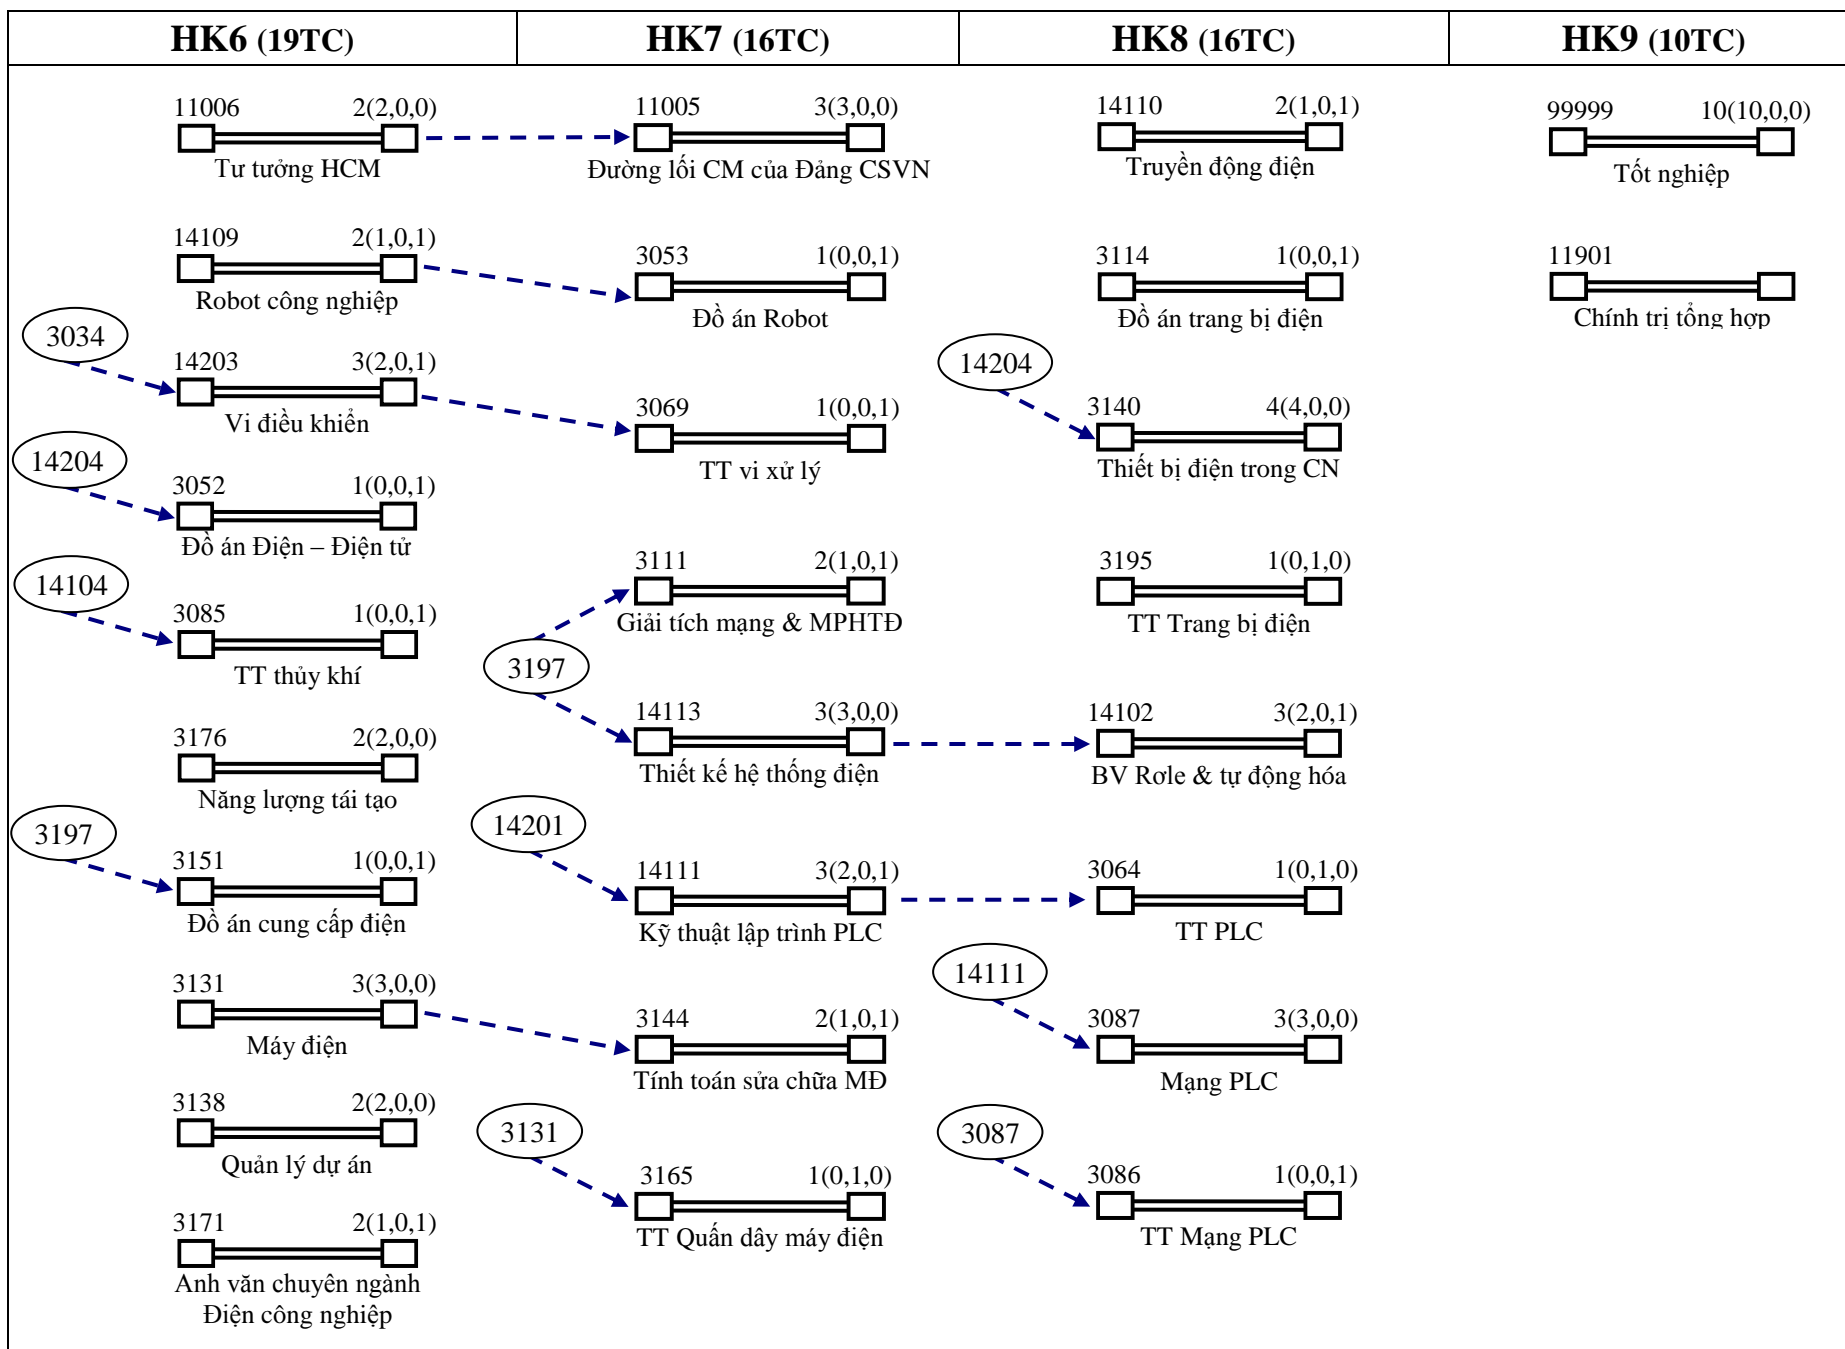 HK6 (19TC)
HK7 (16TC)
HK8 (16TC)
HK9 (10TC)
11006 2(2,0,0)
Tư tưởng HCM
14109 2(1,0,1)
Robot công nghiệp
3034
14203 3(2,0,1)
Vi điều khiển
14204
3052 1(0,0,1)
Đồ án Điện – Điện tử
14104
3085 1(0,0,1)
TT thủy khí
3176 2(2,0,0)
Năng lượng tái tạo
3197
3151 1(0,0,1)
Đồ án cung cấp điện
3131 3(3,0,0)
Máy điện
3138 2(2,0,0)
Quản lý dự án
3171 2(1,0,1)
Anh văn chuyên ngành
Điện công nghiệp
11005 3(3,0,0)
Đường lối CM của Đảng CSVN
3053 1(0,0,1)
Đồ án Robot
3069 1(0,0,1)
TT vi xử lý
3111 2(1,0,1)
Giải tích mạng & MPHTĐ
3197
14113 3(3,0,0)
Thiết kế hệ thống điện
14201
14111 3(2,0,1)
Kỹ thuật lập trình PLC
3144 2(1,0,1)
Tính toán sửa chữa MĐ
3131
3165 1(0,1,0)
TT Quấn dây máy điện
14110 2(1,0,1)
Truyền động điện
3114 1(0,0,1)
Đồ án trang bị điện
14204
3140 4(4,0,0)
Thiết bị điện trong CN
3195 1(0,1,0)
TT Trang bị điện
14102 3(2,0,1)
BV Rơle & tự động hóa
3064 1(0,1,0)
TT PLC
14111
3087 3(3,0,0)
Mạng PLC
3087
3086 1(0,0,1)
TT Mạng PLC
99999 10(10,0,0)
Tốt nghiệp
11901
Chính trị tổng hợp